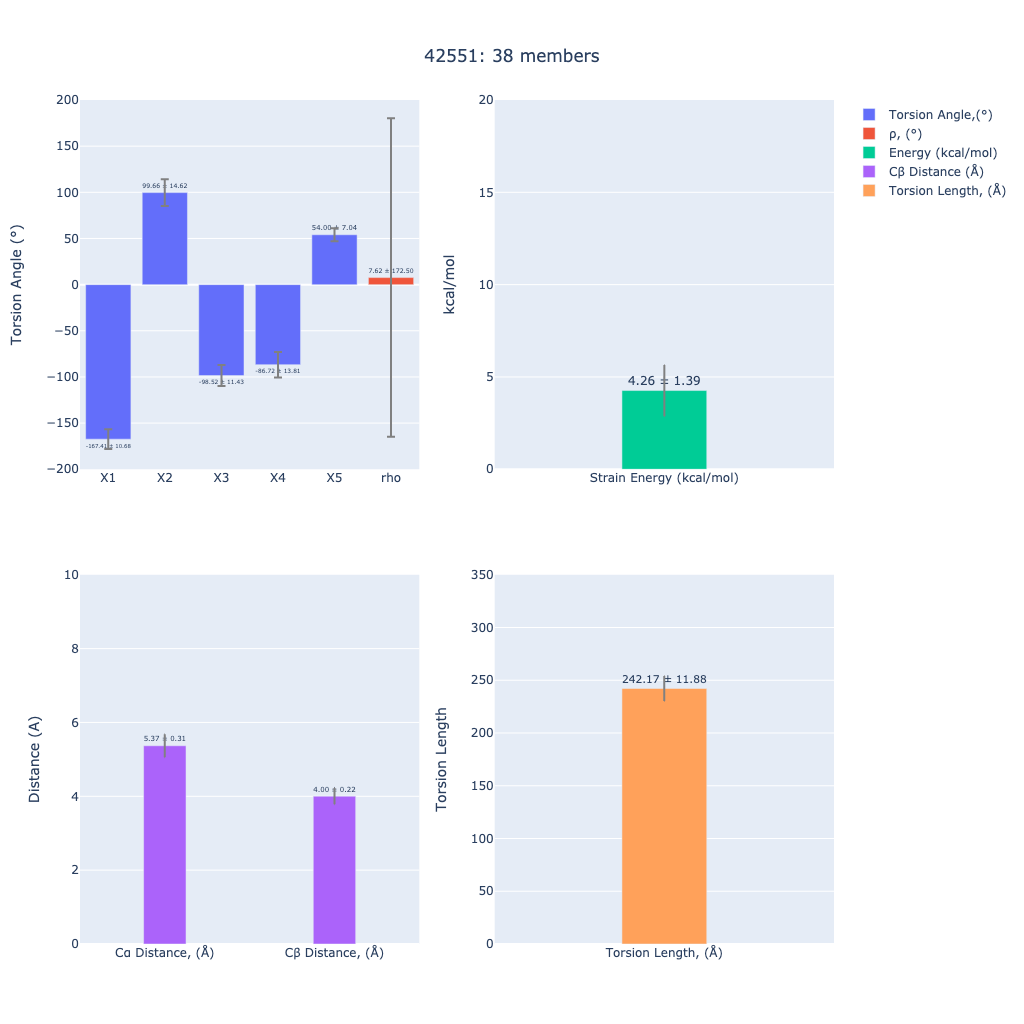 42551: 38 members
Torsion Angle (°)
200
150
100
50
0
−50
−100
−150
−200
-167.41 ± 10.68
99.66 ± 14.62
-98.52 ± 11.43
-86.72 ± 13.81
54.00 ± 7.04
7.62 ± 172.50
X1
X2
X3
X4
X5
rho
kcal/mol
20
15
10
5
0
4.26 ± 1.39
Strain Energy (kcal/mol)
Torsion Angle,(°)
ρ, (°)
Energy (kcal/mol)
Cβ Distance (Å)
Torsion Length, (Å)
Distance (A)
10
8
6
4
2
0
5.37 ± 0.31
4.00 ± 0.22
Cα Distance, (Å)
Cβ Distance, (Å)
Torsion Length
350
300
250
200
150
100
50
0
242.17 ± 11.88
Torsion Length, (Å)